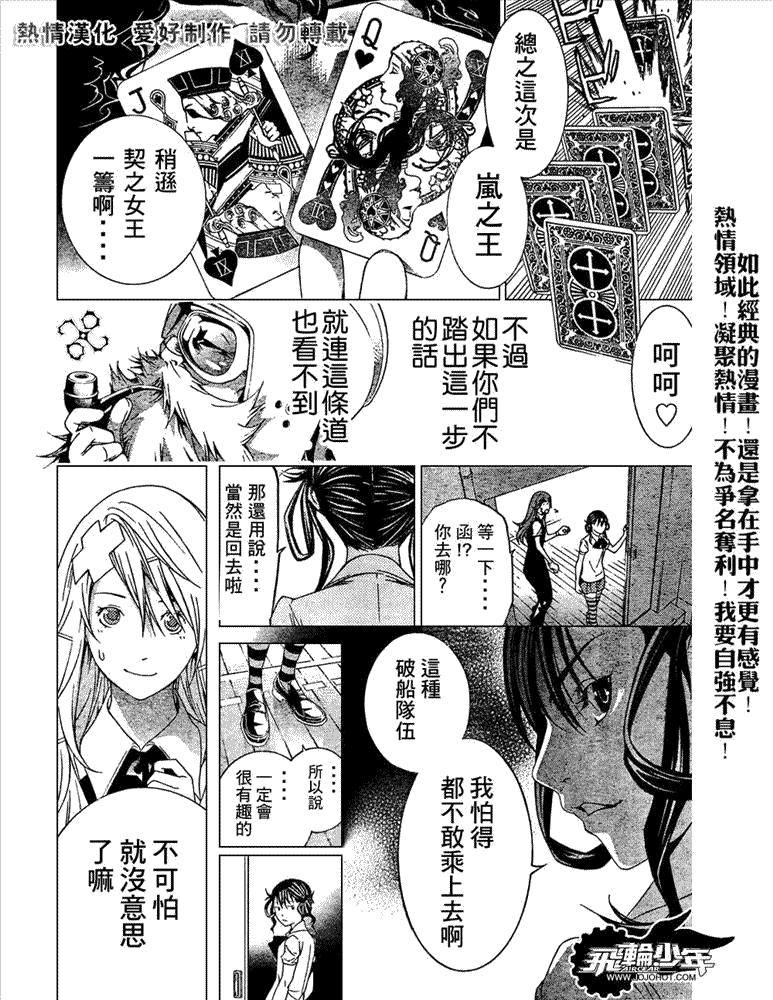 熱情漢化 愛好制作 請勿轉載
總之這次是
嵐之王
稍遜
契之女王
一籌啊‥‥
J
Q
Q
IX
呵呵♡
不過
如果你們不
踏出這一步
的話
就連這條道
也看不到
等一下‥‥
函!?
你去哪?
那還用說‥‥
當然是回去啦
這種
破船隊伍
我怕得
都不敢乘上去啊
‥‥
所以說
‥‥
一定會
很有趣的
不可怕
就沒意思
了嘛
如此經典的漫畫!還是拿在手中才更有感覺!
熱情領域!凝聚熱情!不為爭名奪利!我要自強不息!
飛輪少年
AIRGEAR
WWW.JOJOHOT.COM